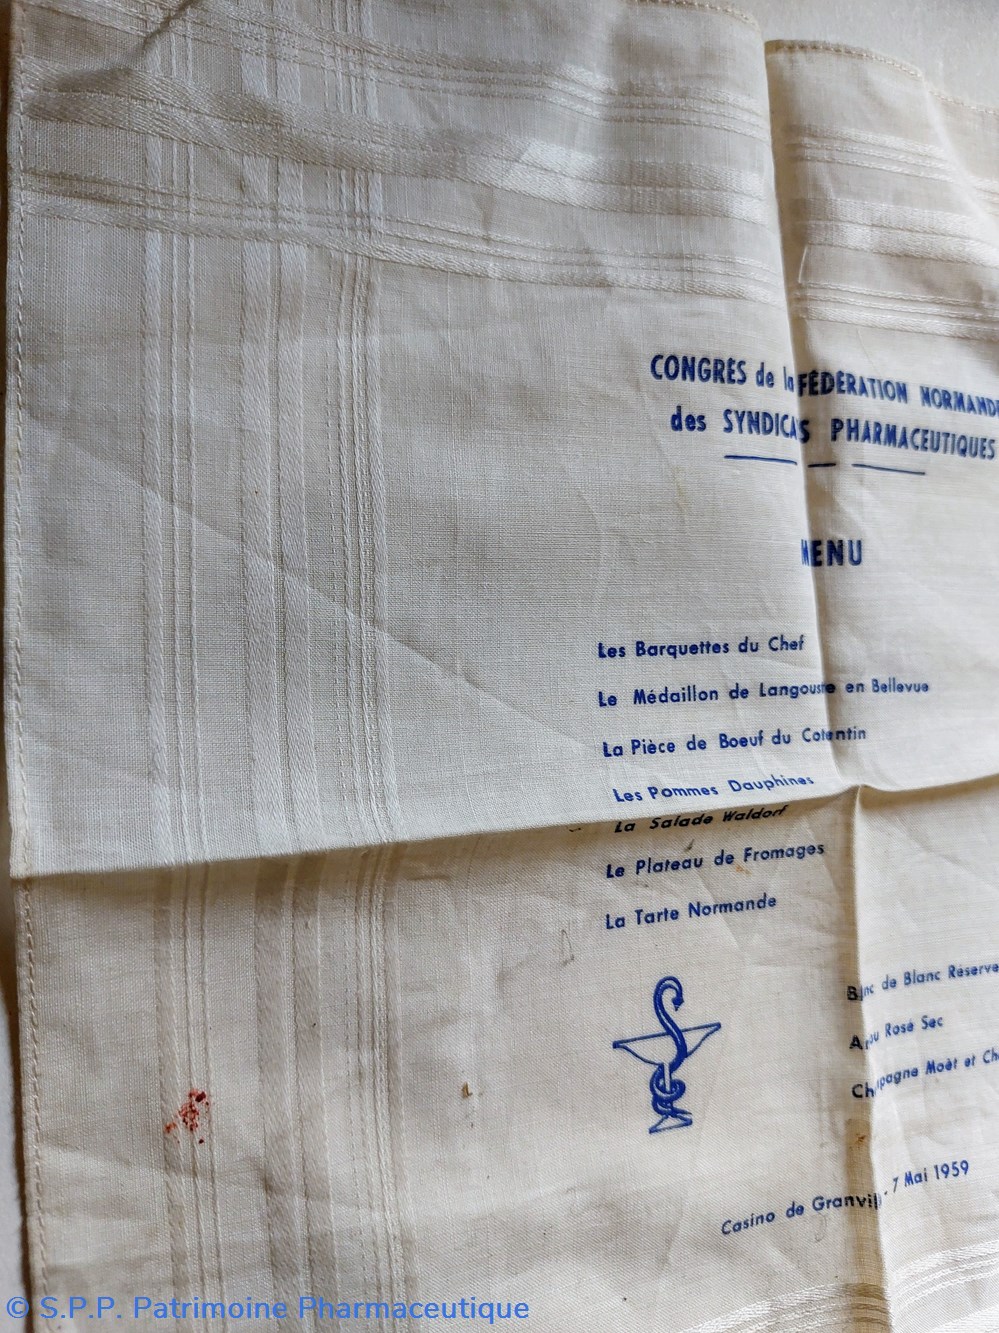 CONGRÈS de la FÉDÉRATION NORMANDE
des SYNDICATS PHARMACEUTIQUES
MENU
Les Barquettes du Chef
Le Médaillon de Langouste en Bellevue
La Pièce de Boeuf du Cotentin
Les Pommes Dauphines
La Salade Waldorf
Le Plateau de Fromages
La Tarte Normande
Blanc de Blanc Réserve
Anjou Rosé Sec
Champagne Moët et Ch
Casino de Granville - 7 Mai 1959
© S.P.P. Patrimoine Pharmaceutique